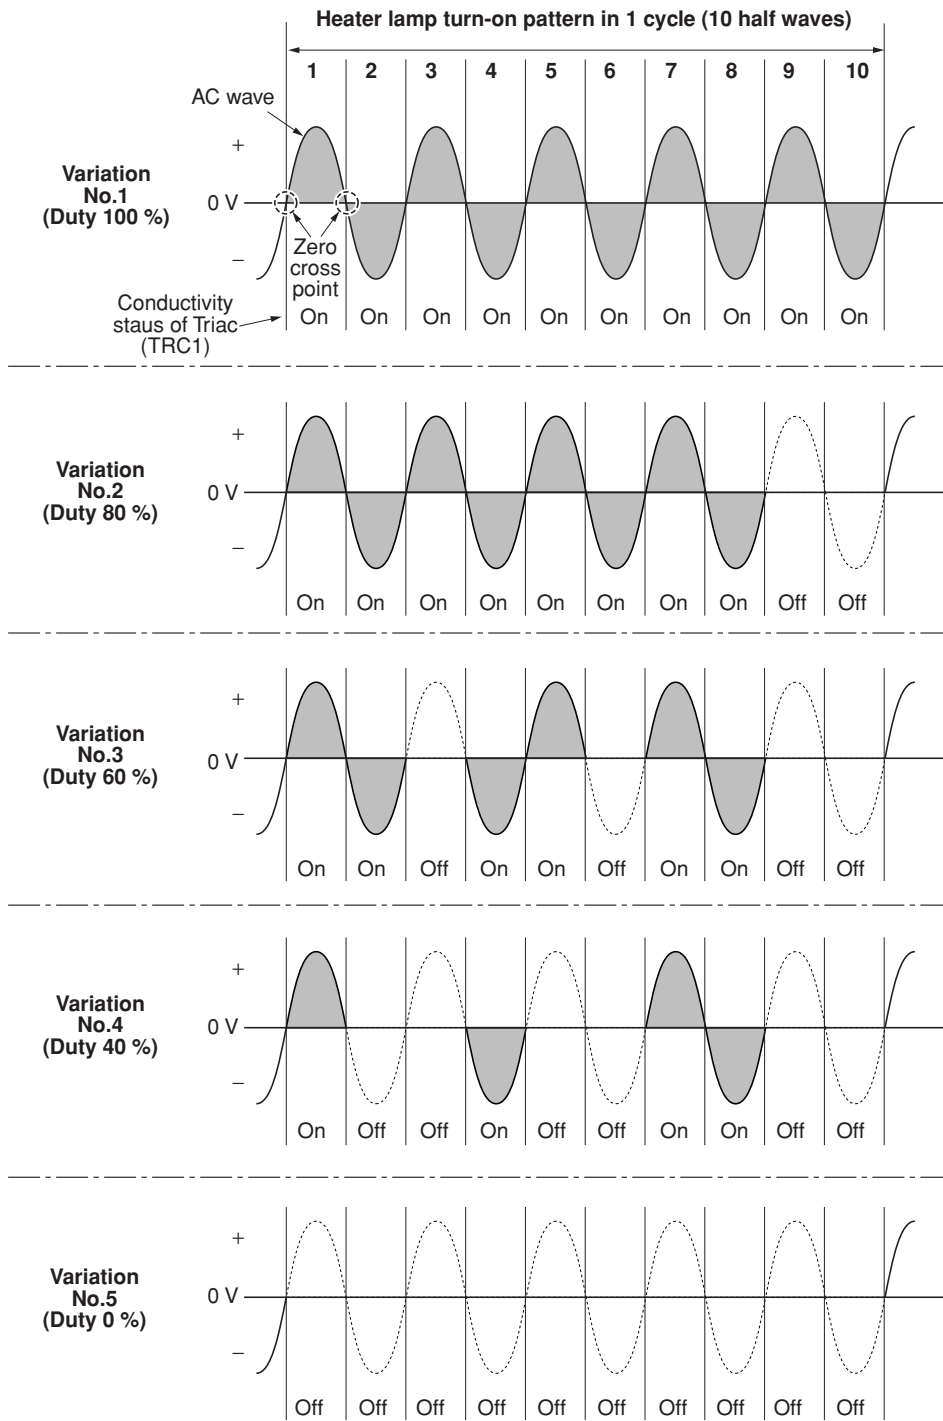 Heater lamp turn-on pattern in 1 cycle (10 half waves)
1 2 3 4 5 6 7 8 9 10
AC wave
+
Variation
No.1
(Duty 100 %)
0 V
−
Zero
cross
point
Conductivity
staus of Triac
(TRC1)
On On On On On On On On On On
+
Variation
No.2
(Duty 80 %)
0 V
−
On On On On On On On On Off Off
+
Variation
No.3
(Duty 60 %)
0 V
−
On On Off On On Off On On Off Off
+
Variation
No.4
(Duty 40 %)
0 V
−
On Off Off On Off Off On On Off Off
+
Variation
No.5
(Duty 0 %)
0 V
−
Off Off Off Off Off Off Off Off Off Off